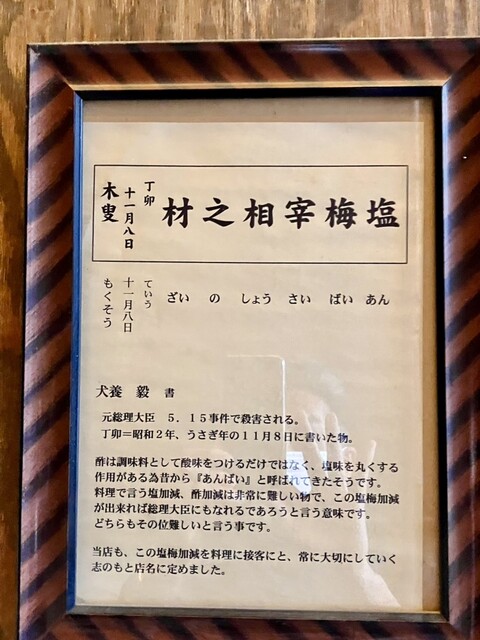 塩梅宰相之材
丁卯
十一月八日
木叟
あん ばい さい しょう の ざい
ていう
十一月八日
もくそう
犬養 毅 書
元総理大臣 5．15事件で殺害される。
丁卯＝昭和２年、うさぎ年の１１月８日に書いた物。
酢は調味料として酸味をつけるだけではなく、塩味を丸くする
作用がある為昔から『あんばい』と呼ばれてきたそうです。
料理で言う塩加減、酢加減は非常に難しい物で、この塩梅加減
が出来れば総理大臣にもなれるであろうと言う意味です。
どちらもその位難しいと言う事です。
当店も、この塩梅加減を料理に接客にと、常に大切にしていく
志のもと店名に定めました。